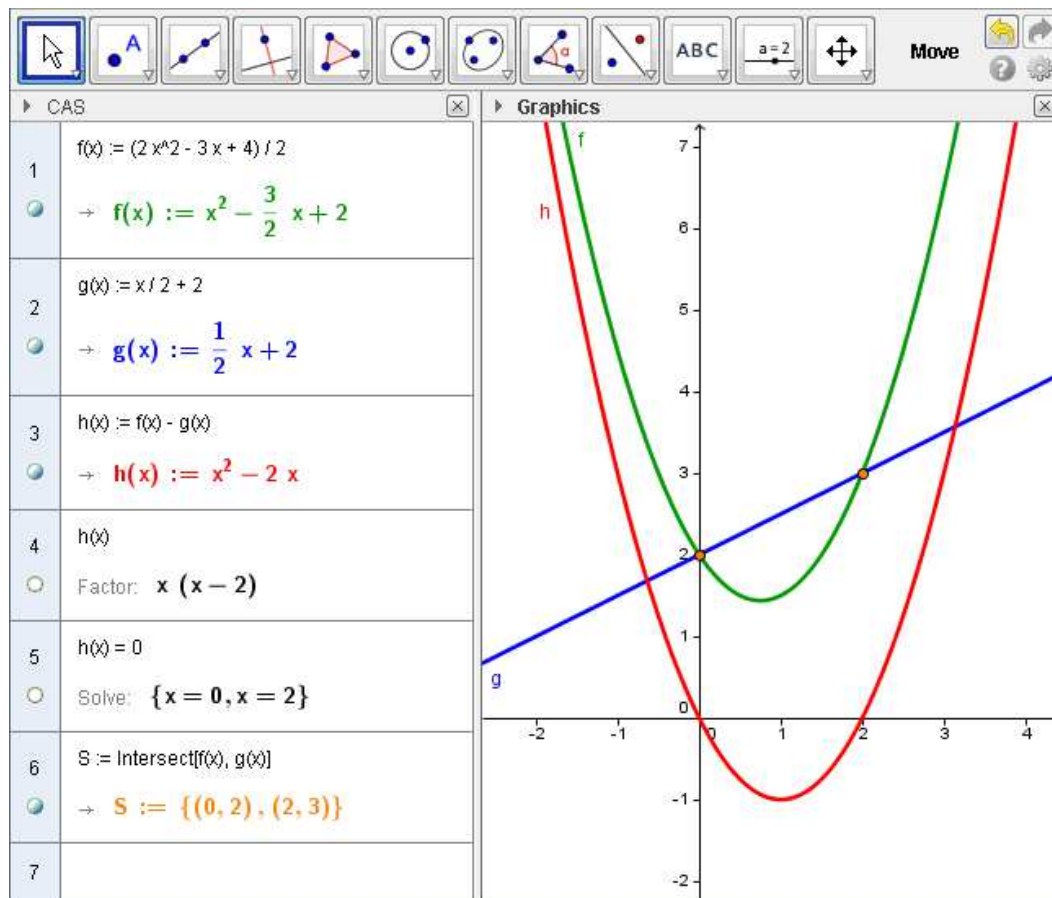 A α ABC a=2 Move ?
CAS Graphics
1
f(x) := (2 x^2 - 3 x + 4) / 2
→ f(x) := x² − 3/2 x + 2
2
g(x) := x / 2 + 2
→ g(x) := 1/2 x + 2
3
h(x) := f(x) - g(x)
→ h(x) := x² − 2 x
4
h(x)
Factor: x (x − 2)
5
h(x) = 0
Solve: {x = 0, x = 2}
6
S := Intersect[f(x), g(x)]
→ S := {(0, 2), (2, 3)}
7
f
h
g
7
6
5
4
3
2
1
0
-1
-2
-2 -1 0 1 2 3 4